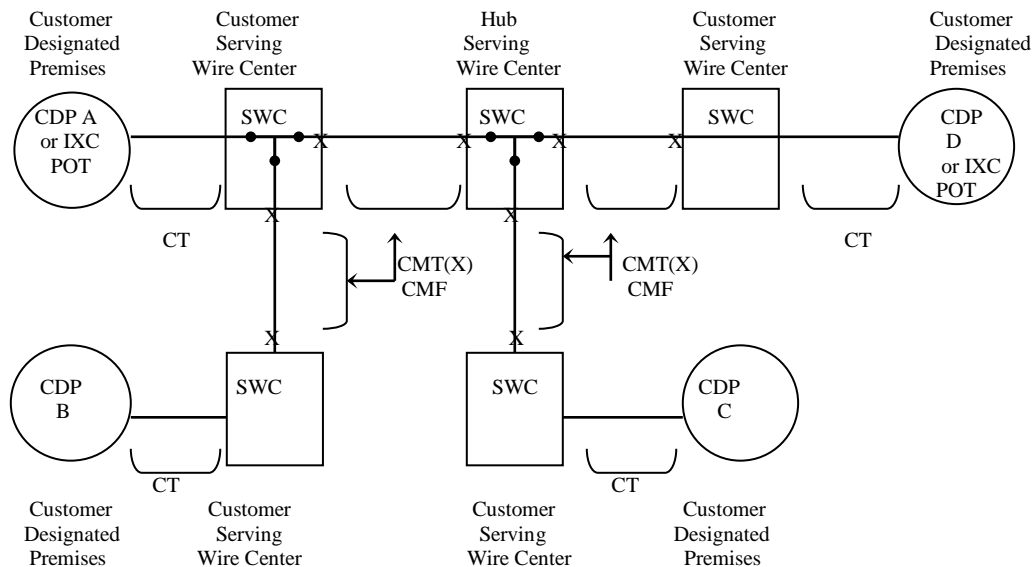 Customer
Designated
Premises
Customer
Serving
Wire Center
Hub
Serving
Wire Center
Customer
Serving
Wire Center
Customer
Designated
Premises
CDP A
or IXC
POT
SWC
X
X
SWC
X
X
SWC
CDP
D
or IXC
POT
X
X
CT
CT
CMT(X)
CMF
CMT(X)
CMF
X
X
CDP
B
SWC
SWC
CDP
C
CT
CT
Customer
Designated
Premises
Customer
Serving
Wire Center
Customer
Serving
Wire Center
Customer
Designated
Premises